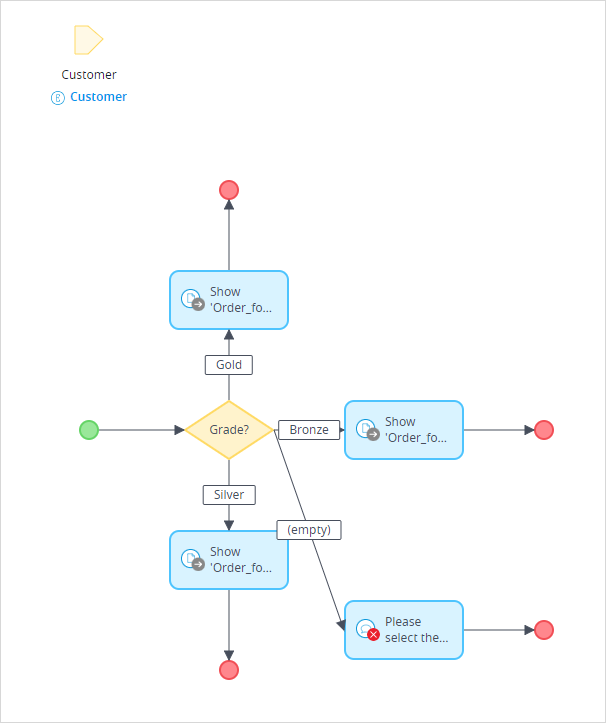 Customer
Customer
Show
'Order_fo...
Gold
Grade?
Bronze
Show
'Order_fo...
Silver
(empty)
Show
'Order_fo...
Please
select the...